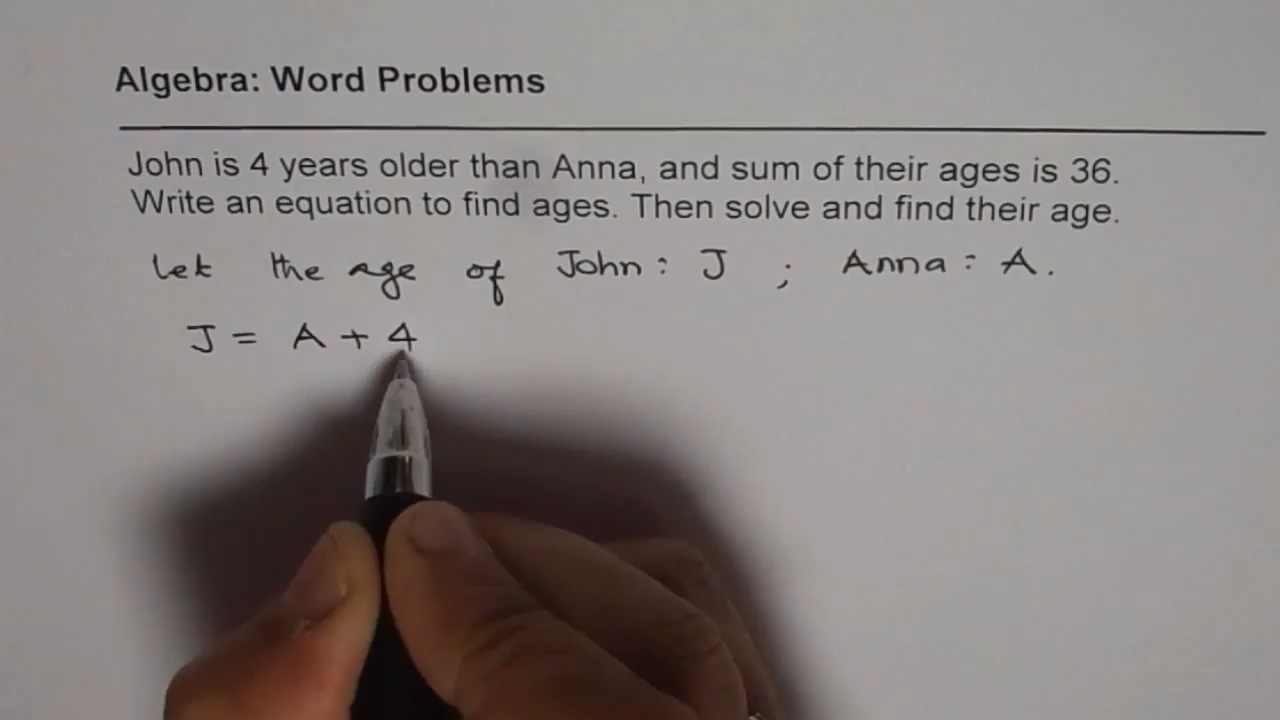 Algebra: Word Problems
John is 4 years older than Anna, and sum of their ages is 36.
Write an equation to find ages. Then solve and find their age.
Let the age of John : J ; Anna : A.
J = A + 4